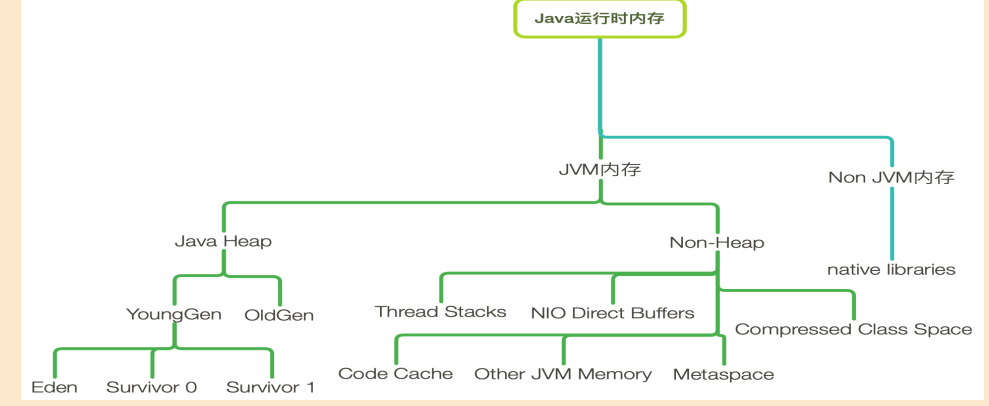 Java运行时内存
JVM内存
Non JVM内存
Java Heap
Non-Heap
native libraries
YoungGen
OldGen
Thread Stacks
NIO Direct Buffers
Compressed Class Space
Eden
Survivor 0
Survivor 1
Code Cache
Other JVM Memory
Metaspace